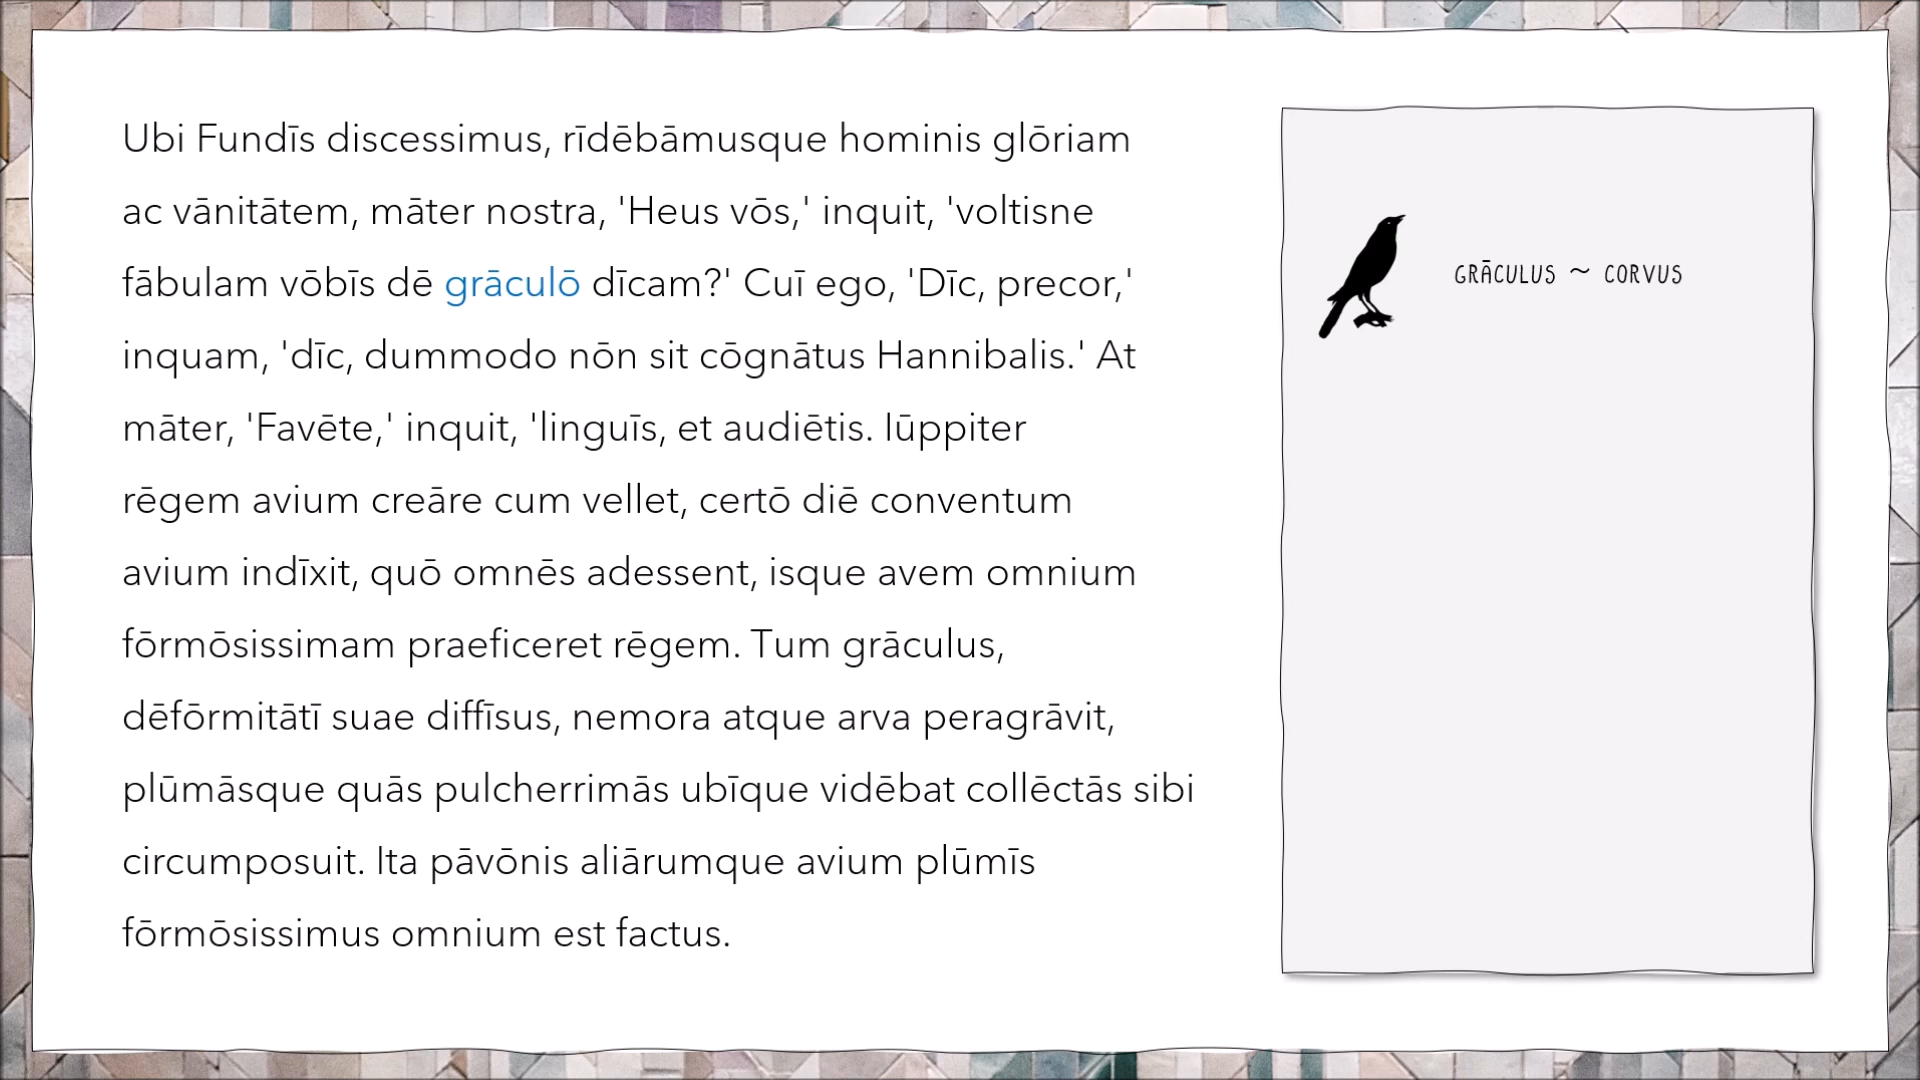 Ubi Fundīs discessimus, rīdēbāmusque hominis glōriam
ac vānitātem, māter nostra, 'Heus vōs,' inquit, 'voltisne
fābulam vōbīs dē grāculō dīcam?' Cuī ego, 'Dīc, precor,'
inquam, 'dīc, dummodo nōn sit cōgnātus Hannibalis.' At
māter, 'Favēte,' inquit, 'linguīs, et audiētis. Iūppiter
rēgem avium creāre cum vellet, certō diē conventum
avium indīxit, quō omnēs adessent, isque avem omnium
fōrmōsissimam praeficeret rēgem. Tum grāculus,
dēfōrmitātī suae diffīsus, nemora atque arva peragrāvit,
plūmāsque quās pulcherrimās ubīque vidēbat collēctās sibi
circumposuit. Ita pāvōnis aliārumque avium plūmīs
fōrmōsissimus omnium est factus.
GRĀCULUS ~ CORVUS